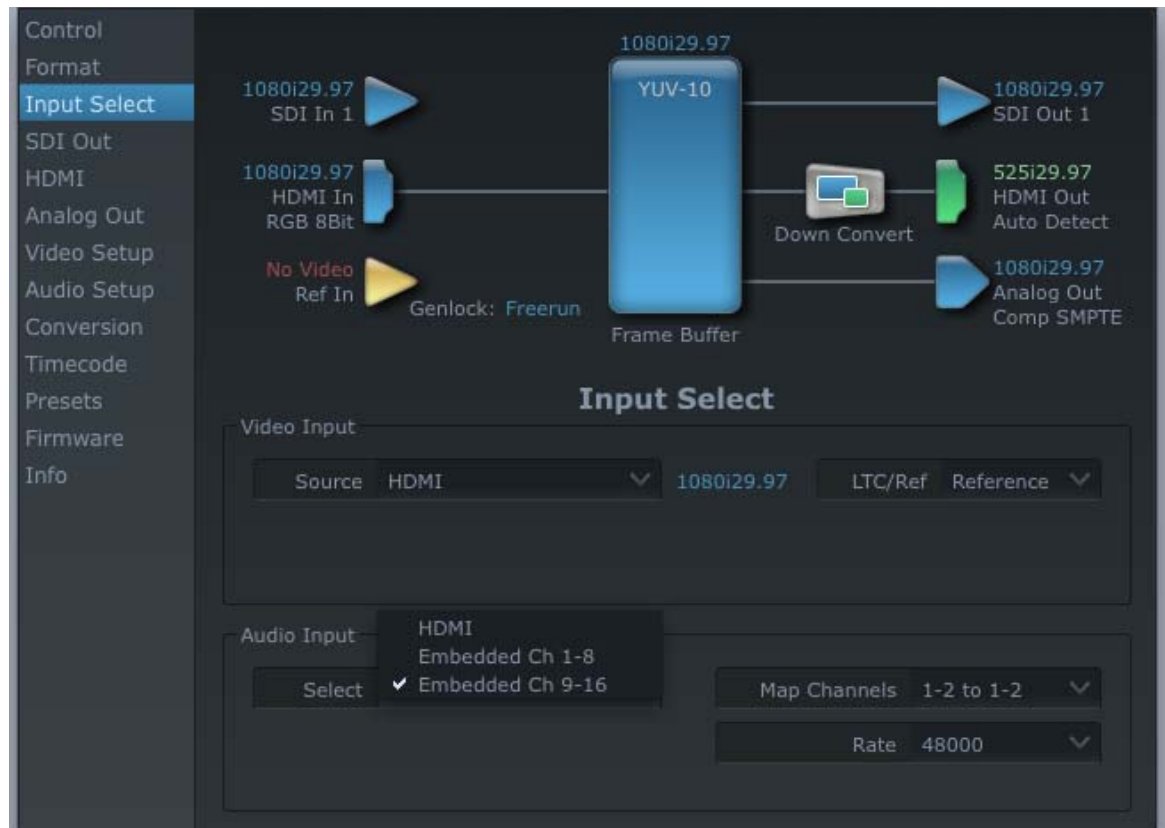 Control
Format
Input Select
SDI Out
HDMI
Analog Out
Video Setup
Audio Setup
Conversion
Timecode
Presets
Firmware
Info
1080i29.97
YUV-10
Frame Buffer
1080i29.97
SDI In 1
1080i29.97
HDMI In
RGB 8Bit
No Video
Ref In
Genlock: Freerun
1080i29.97
SDI Out 1
Down Convert
525i29.97
HDMI Out
Auto Detect
1080i29.97
Analog Out
Comp SMPTE
Input Select
Video Input
Source HDMI 1080i29.97 LTC/Ref Reference
Audio Input
Select
HDMI
Embedded Ch 1-8
Embedded Ch 9-16
Map Channels 1-2 to 1-2
Rate 48000